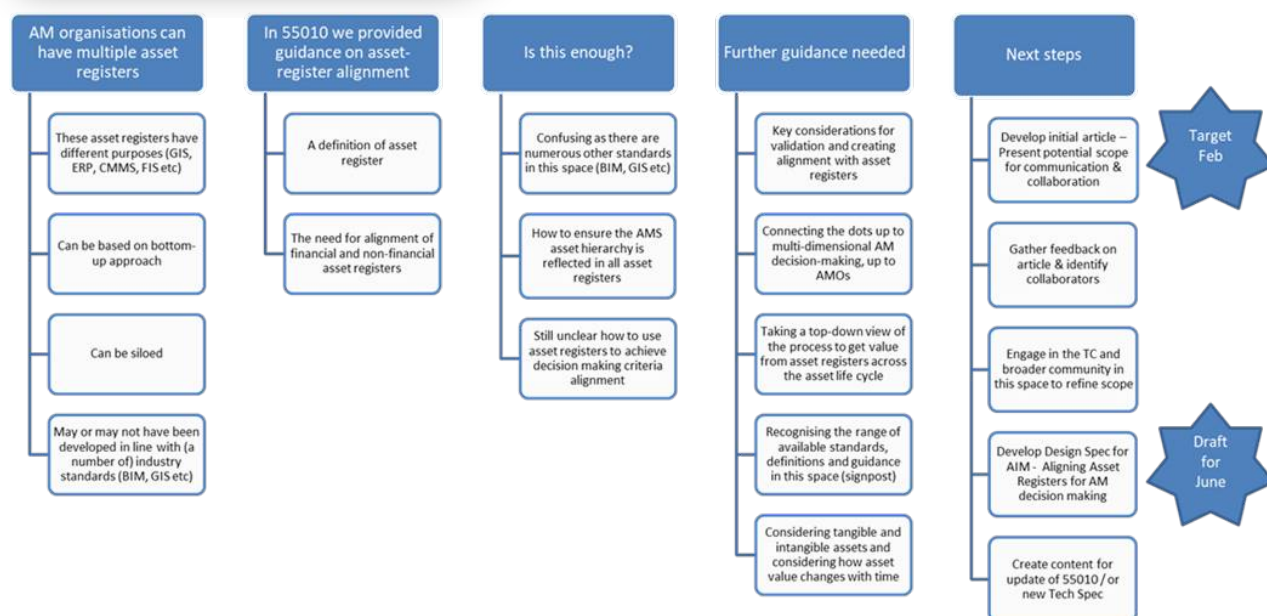 AM organisations can
have multiple asset
registers
These asset registers have
different purposes (GIS,
ERP, CMMS, FIS etc)
Can be based on bottom-
up approach
Can be siloed
May or may not have been
developed in line with (a
number of) industry
standards (BIM, GIS etc)
In 55010 we provided
guidance on asset-
register alignment
A definition of asset
register
The need for alignment of
financial and non-financial
asset registers
Is this enough?
Confusing as there are
numerous other standards
in this space (BIM, GIS etc)
How to ensure the AMS
asset hierarchy is
reflected in all asset
registers
Still unclear how to use
asset registers to achieve
decision making criteria
alignment
Further guidance needed
Key considerations for
validation and creating
alignment with asset
registers
Connecting the dots up to
multi-dimensional AM
decision-making, up to
AMOs
Taking a top-down view of
the process to get value
from asset registers across
the asset life cycle
Recognising the range of
available standards,
definitions and guidance
in this space (signpost)
Considering tangible and
intangible assets and
considering how asset
value changes with time
Next steps
Develop initial article –
Present potential scope
for communication &
collaboration
Gather feedback on
article & identify
collaborators
Engage in the TC and
broader community in
this space to refine scope
Develop Design Spec for
AIM - Aligning Asset
Registers for AM
decision making
Create content for
update of 55010 / or
new Tech Spec
Target
Feb
Draft
for
June